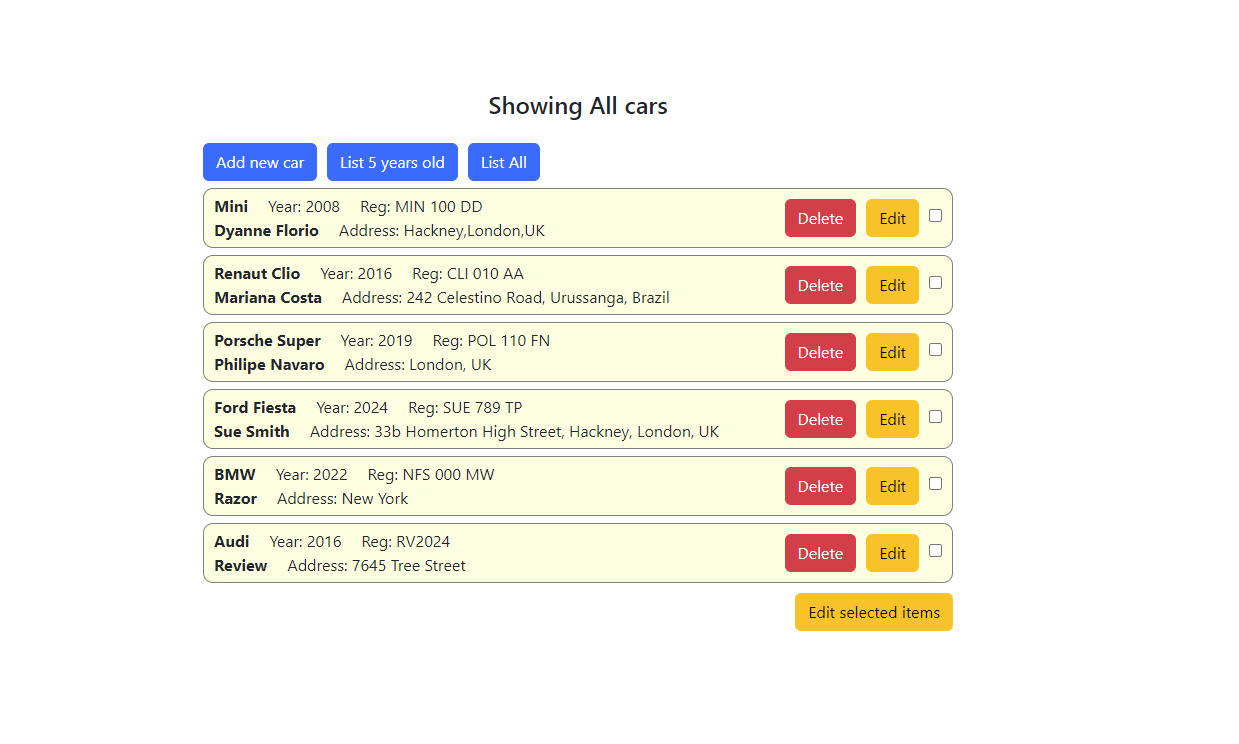 Showing All cars
Add new car List 5 years old List All
Mini Year: 2008 Reg: MIN 100 DD
Dyanne Florio Address: Hackney,London,UK
Delete Edit
Renaut Clio Year: 2016 Reg: CLI 010 AA
Mariana Costa Address: 242 Celestino Road, Urussanga, Brazil
Delete Edit
Porsche Super Year: 2019 Reg: POL 110 FN
Philipe Navaro Address: London, UK
Delete Edit
Ford Fiesta Year: 2024 Reg: SUE 789 TP
Sue Smith Address: 33b Homerton High Street, Hackney, London, UK
Delete Edit
BMW Year: 2022 Reg: NFS 000 MW
Razor Address: New York
Delete Edit
Audi Year: 2016 Reg: RV2024
Review Address: 7645 Tree Street
Delete Edit
Edit selected items